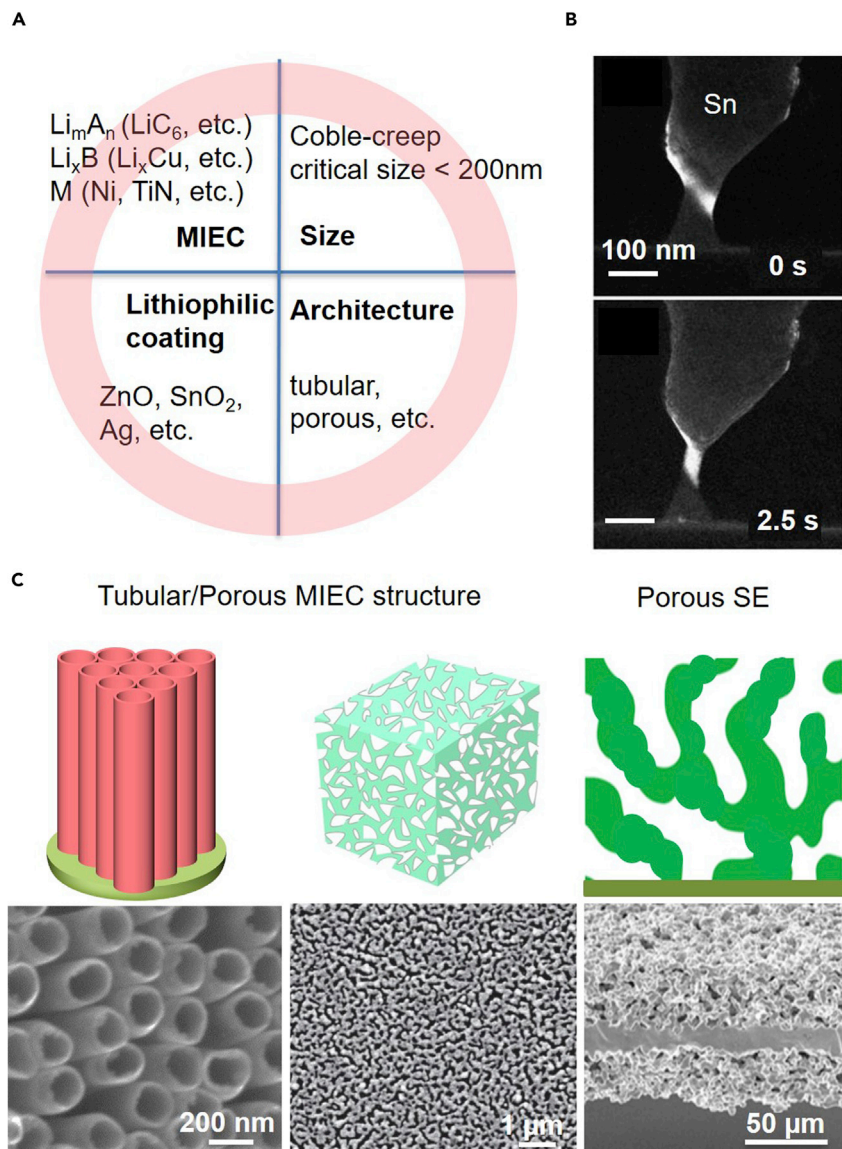 A
LiₘAₙ (LiC₆, etc.)
LiₓB (LiₓCu, etc.)
M (Ni, TiN, etc.)
MIEC
Coble-creep
critical size < 200nm
Size
Lithiophilic
coating
ZnO, SnO₂,
Ag, etc.
Architecture
tubular,
porous, etc.
B
Sn
100 nm
0 s
2.5 s
C
Tubular/Porous MIEC structure
Porous SE
200 nm
1 µm
50 µm